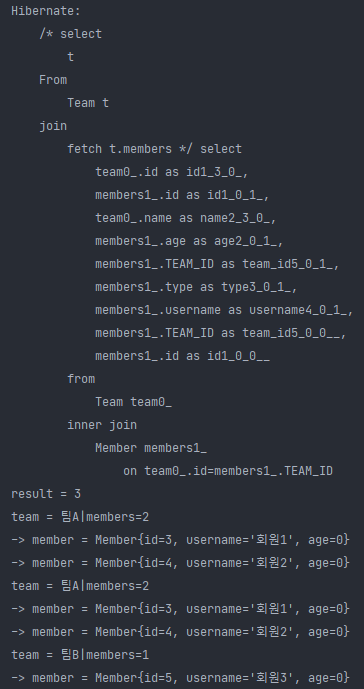 Hibernate:
    /* select
        t
    From
        Team t
    join
        fetch t.members */ select
            team0_.id as id1_3_0_,
            members1_.id as id1_0_1_,
            team0_.name as name2_3_0_,
            members1_.age as age2_0_1_,
            members1_.TEAM_ID as team_id5_0_1_,
            members1_.type as type3_0_1_,
            members1_.username as username4_0_1_,
            members1_.TEAM_ID as team_id5_0_0__,
            members1_.id as id1_0_0__
        from
            Team team0_
        inner join
            Member members1_
                on team0_.id=members1_.TEAM_ID
result = 3
team = 팀A|members=2
-> member = Member{id=3, username='회원1', age=0}
-> member = Member{id=4, username='회원2', age=0}
team = 팀A|members=2
-> member = Member{id=3, username='회원1', age=0}
-> member = Member{id=4, username='회원2', age=0}
team = 팀B|members=1
-> member = Member{id=5, username='회원3', age=0}